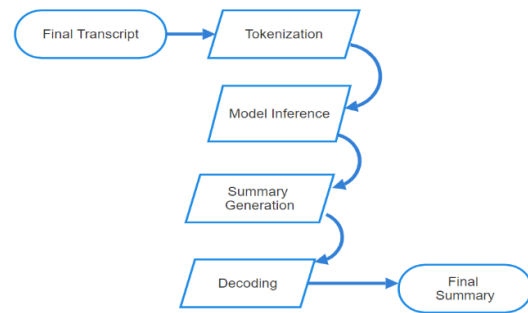 Final Transcript
Tokenization
Model Inference
Summary
Generation
Decoding
Final
Summary